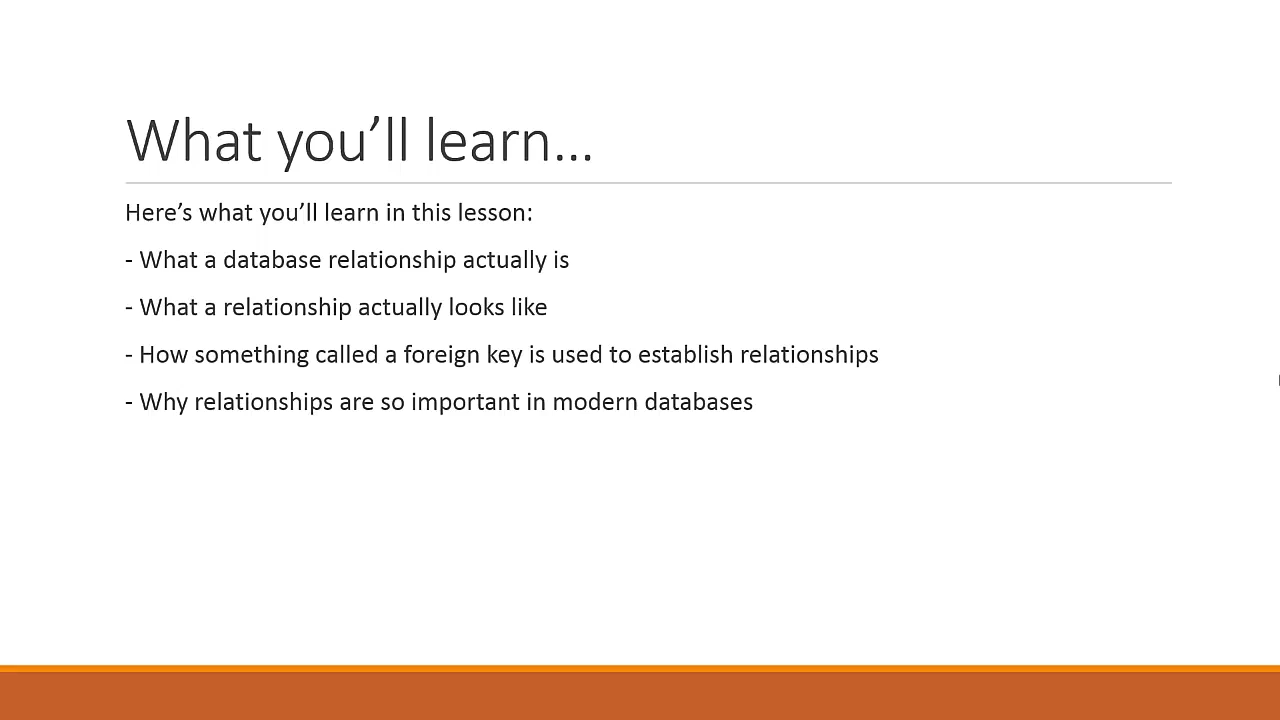 What you’ll learn…
Here’s what you’ll learn in this lesson:
- What a database relationship actually is
- What a relationship actually looks like
- How something called a foreign key is used to establish relationships
- Why relationships are so important in modern databases